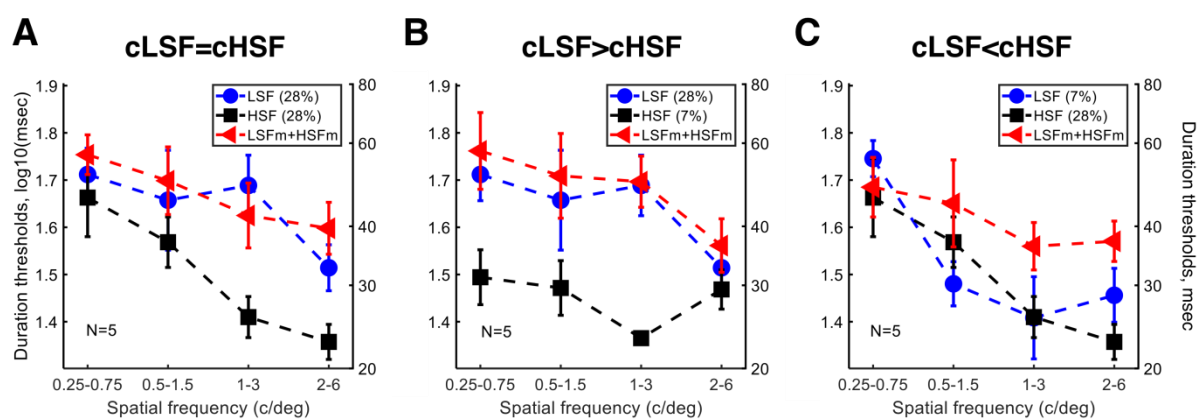 A
cLSF=cHSF
Duration thresholds, log10(msec)
1.9
1.8
1.7
1.6
1.5
1.4
80
60
40
30
20
LSF (28%)
HSF (28%)
LSFm+HSFm
N=5
0.25-0.75
0.5-1.5
1-3
2-6
Spatial frequency (c/deg)
B
cLSF>cHSF
1.9
1.8
1.7
1.6
1.5
1.4
80
60
40
30
20
LSF (28%)
HSF (7%)
LSFm+HSFm
N=5
0.25-0.75
0.5-1.5
1-3
2-6
Spatial frequency (c/deg)
C
cLSF<cHSF
1.9
1.8
1.7
1.6
1.5
1.4
80
60
40
30
20
Duration thresholds, msec
LSF (7%)
HSF (28%)
LSFm+HSFm
N=5
0.25-0.75
0.5-1.5
1-3
2-6
Spatial frequency (c/deg)